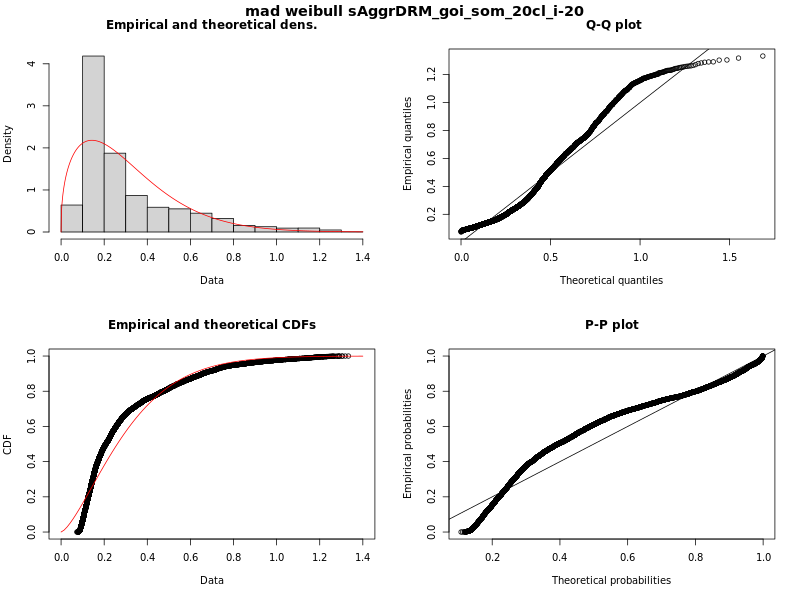 mad weibull sAggrDRM_goi_som_20cl_i-20
Empirical and theoretical dens.
Density
0 1 2 3 4
0.0 0.2 0.4 0.6 0.8 1.0 1.2 1.4
Data
Q-Q plot
Empirical quantiles
0.2 0.4 0.6 0.8 1.0 1.2
0.0 0.5 1.0 1.5
Theoretical quantiles
Empirical and theoretical CDFs
CDF
0.0 0.2 0.4 0.6 0.8 1.0
0.0 0.2 0.4 0.6 0.8 1.0 1.2 1.4
Data
P-P plot
Empirical probabilities
0.0 0.2 0.4 0.6 0.8 1.0
0.2 0.4 0.6 0.8 1.0
Theoretical probabilities